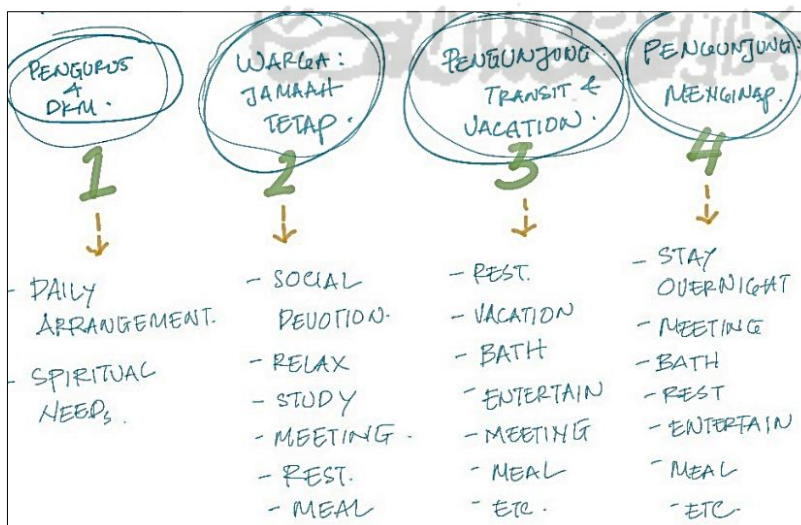 PENGURUS
&
DKM.
1
- DAILY
ARRANGEMENT.
- SPIRITUAL
NEEDS.
WARGA:
JAMAAH
TETAP.
2
- SOCIAL
DEVOTION.
- RELAX
- STUDY
- MEETING.
- REST.
- MEAL
PENGUNJUNG:
TRANSIT &
VACATION.
3
- REST.
- VACATION
- BATH
- ENTERTAIN
- MEETING
- MEAL
- ETC.
PENGUNJUNG:
MENGINAP.
4
- STAY
OVERNIGHT
- MEETING
- BATH
- REST
- ENTERTAIN
- MEAL
- ETC.